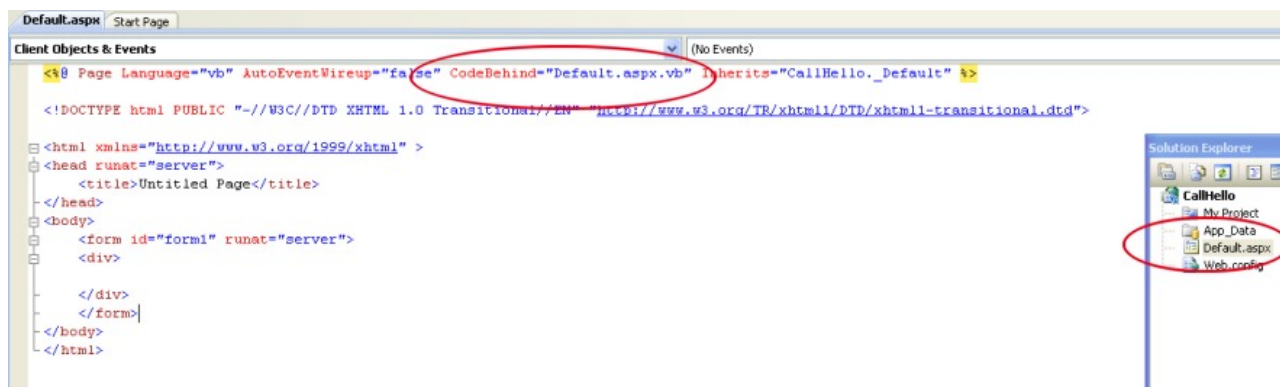 Default.aspx Start Page
Client Objects & Events (No Events)
<%@ Page Language="vb" AutoEventWireup="false" CodeBehind="Default.aspx.vb" Inherits="CallHello._Default" %>
<!DOCTYPE html PUBLIC "-//W3C//DTD XHTML 1.0 Transitional//EN" "http://www.w3.org/TR/xhtml1/DTD/xhtml1-transitional.dtd">
<html xmlns="http://www.w3.org/1999/xhtml" >
<head runat="server">
<title>Untitled Page</title>
</head>
<body>
<form id="form1" runat="server">
<div>
</div>
</form>
</body>
</html>
Solution Explorer
CallHello
My Project
App_Data
Default.aspx
Web.config